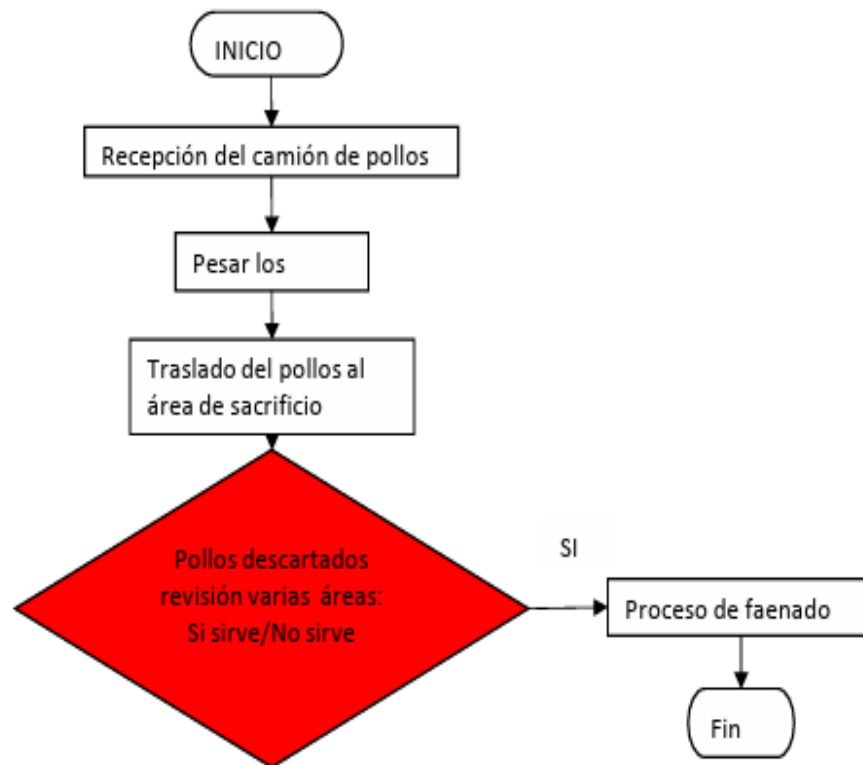 INICIO
Recepción del camión de pollos
Pesar los
Traslado del pollos al
área de sacrificio
Pollos descartados
revisión varias áreas:
Si sirve/No sirve
SI
Proceso de faenado
Fin